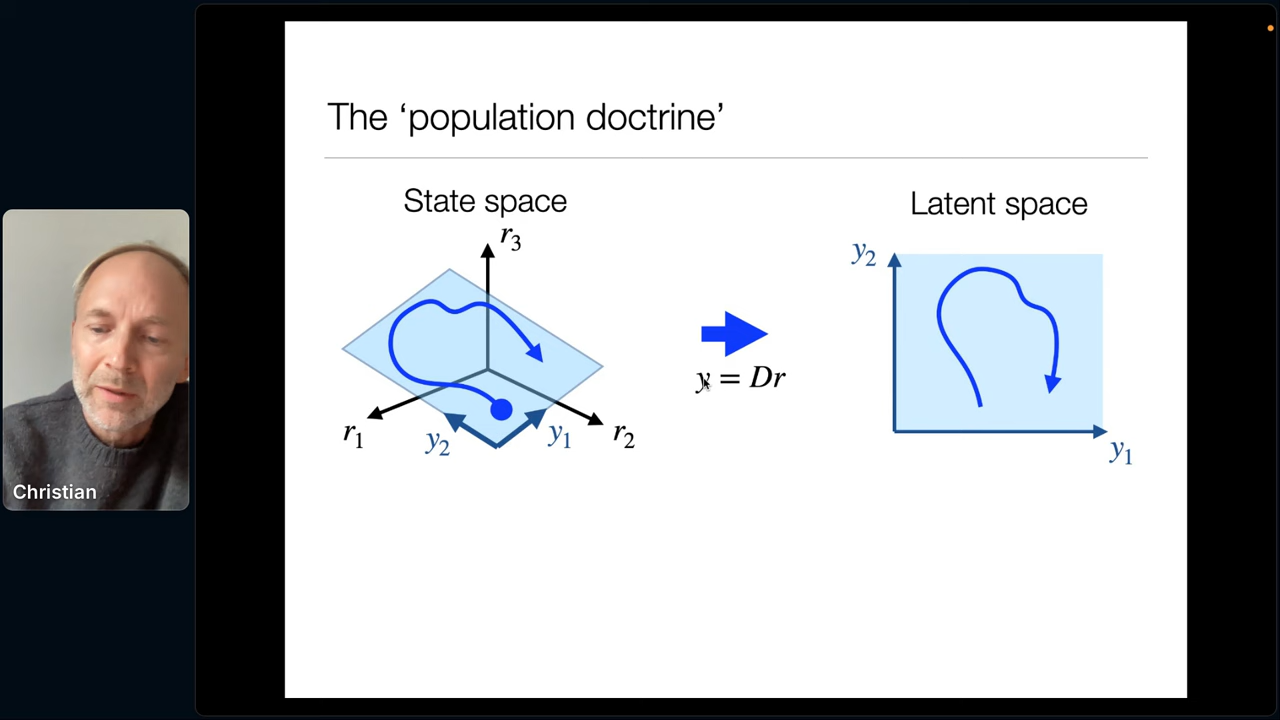 The ‘population doctrine’
State space
Latent space
r3
r1
r2
y2
y1
y = Dr
y2
y1
Christian